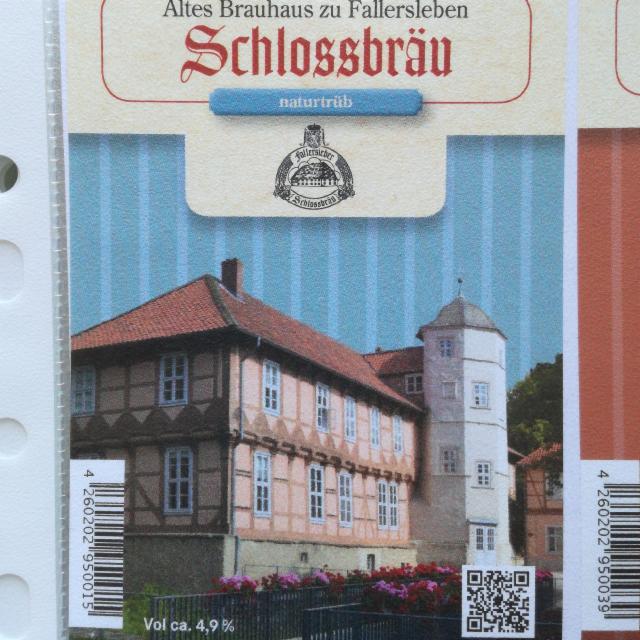 Altes Brauhaus zu Fallersleben
Schlossbräu
naturtrüb
Fallersleber
Schlossbräu
4 260202 950015
4 260202 950039
Vol ca. 4,9 %